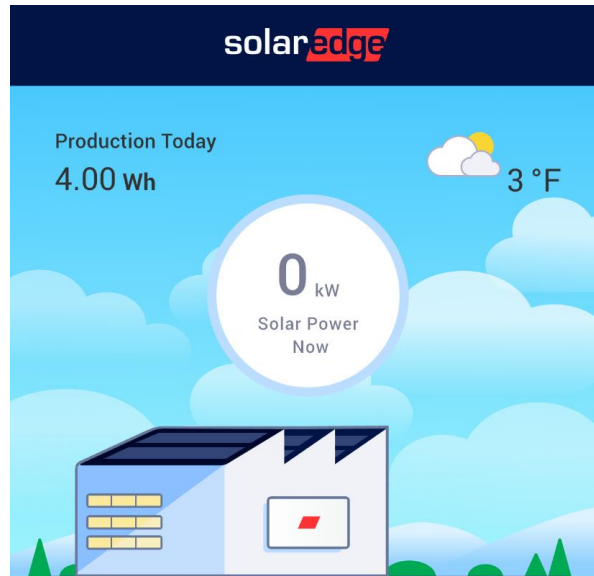 solaredge
Production Today
4.00 Wh
3 °F
0 kW
Solar Power
Now